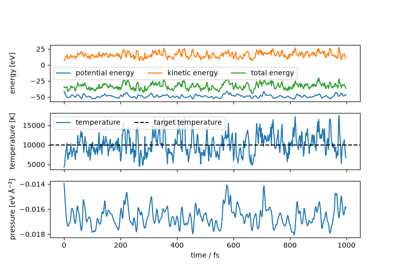 energy [eV]
25
0
−25
−50
potential energy
kinetic energy
total energy
temperature [K]
15000
10000
5000
temperature
target temperature
pressure [eV Å⁻³]
−0.014
−0.016
−0.018
0
200
400
600
800
1000
time / fs